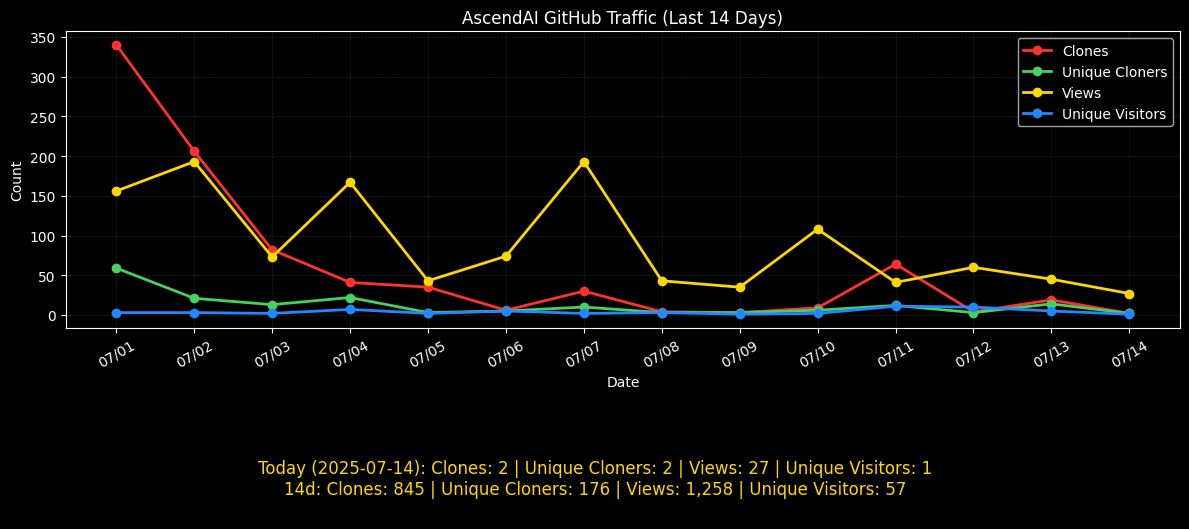 AscendAI GitHub Traffic (Last 14 Days)
Clones
Unique Cloners
Views
Unique Visitors
Count
350
300
250
200
150
100
50
0
07/01 07/02 07/03 07/04 07/05 07/06 07/07 07/08 07/09 07/10 07/11 07/12 07/13 07/14
Date
Today (2025-07-14): Clones: 2 | Unique Cloners: 2 | Views: 27 | Unique Visitors: 1
14d: Clones: 845 | Unique Cloners: 176 | Views: 1,258 | Unique Visitors: 57